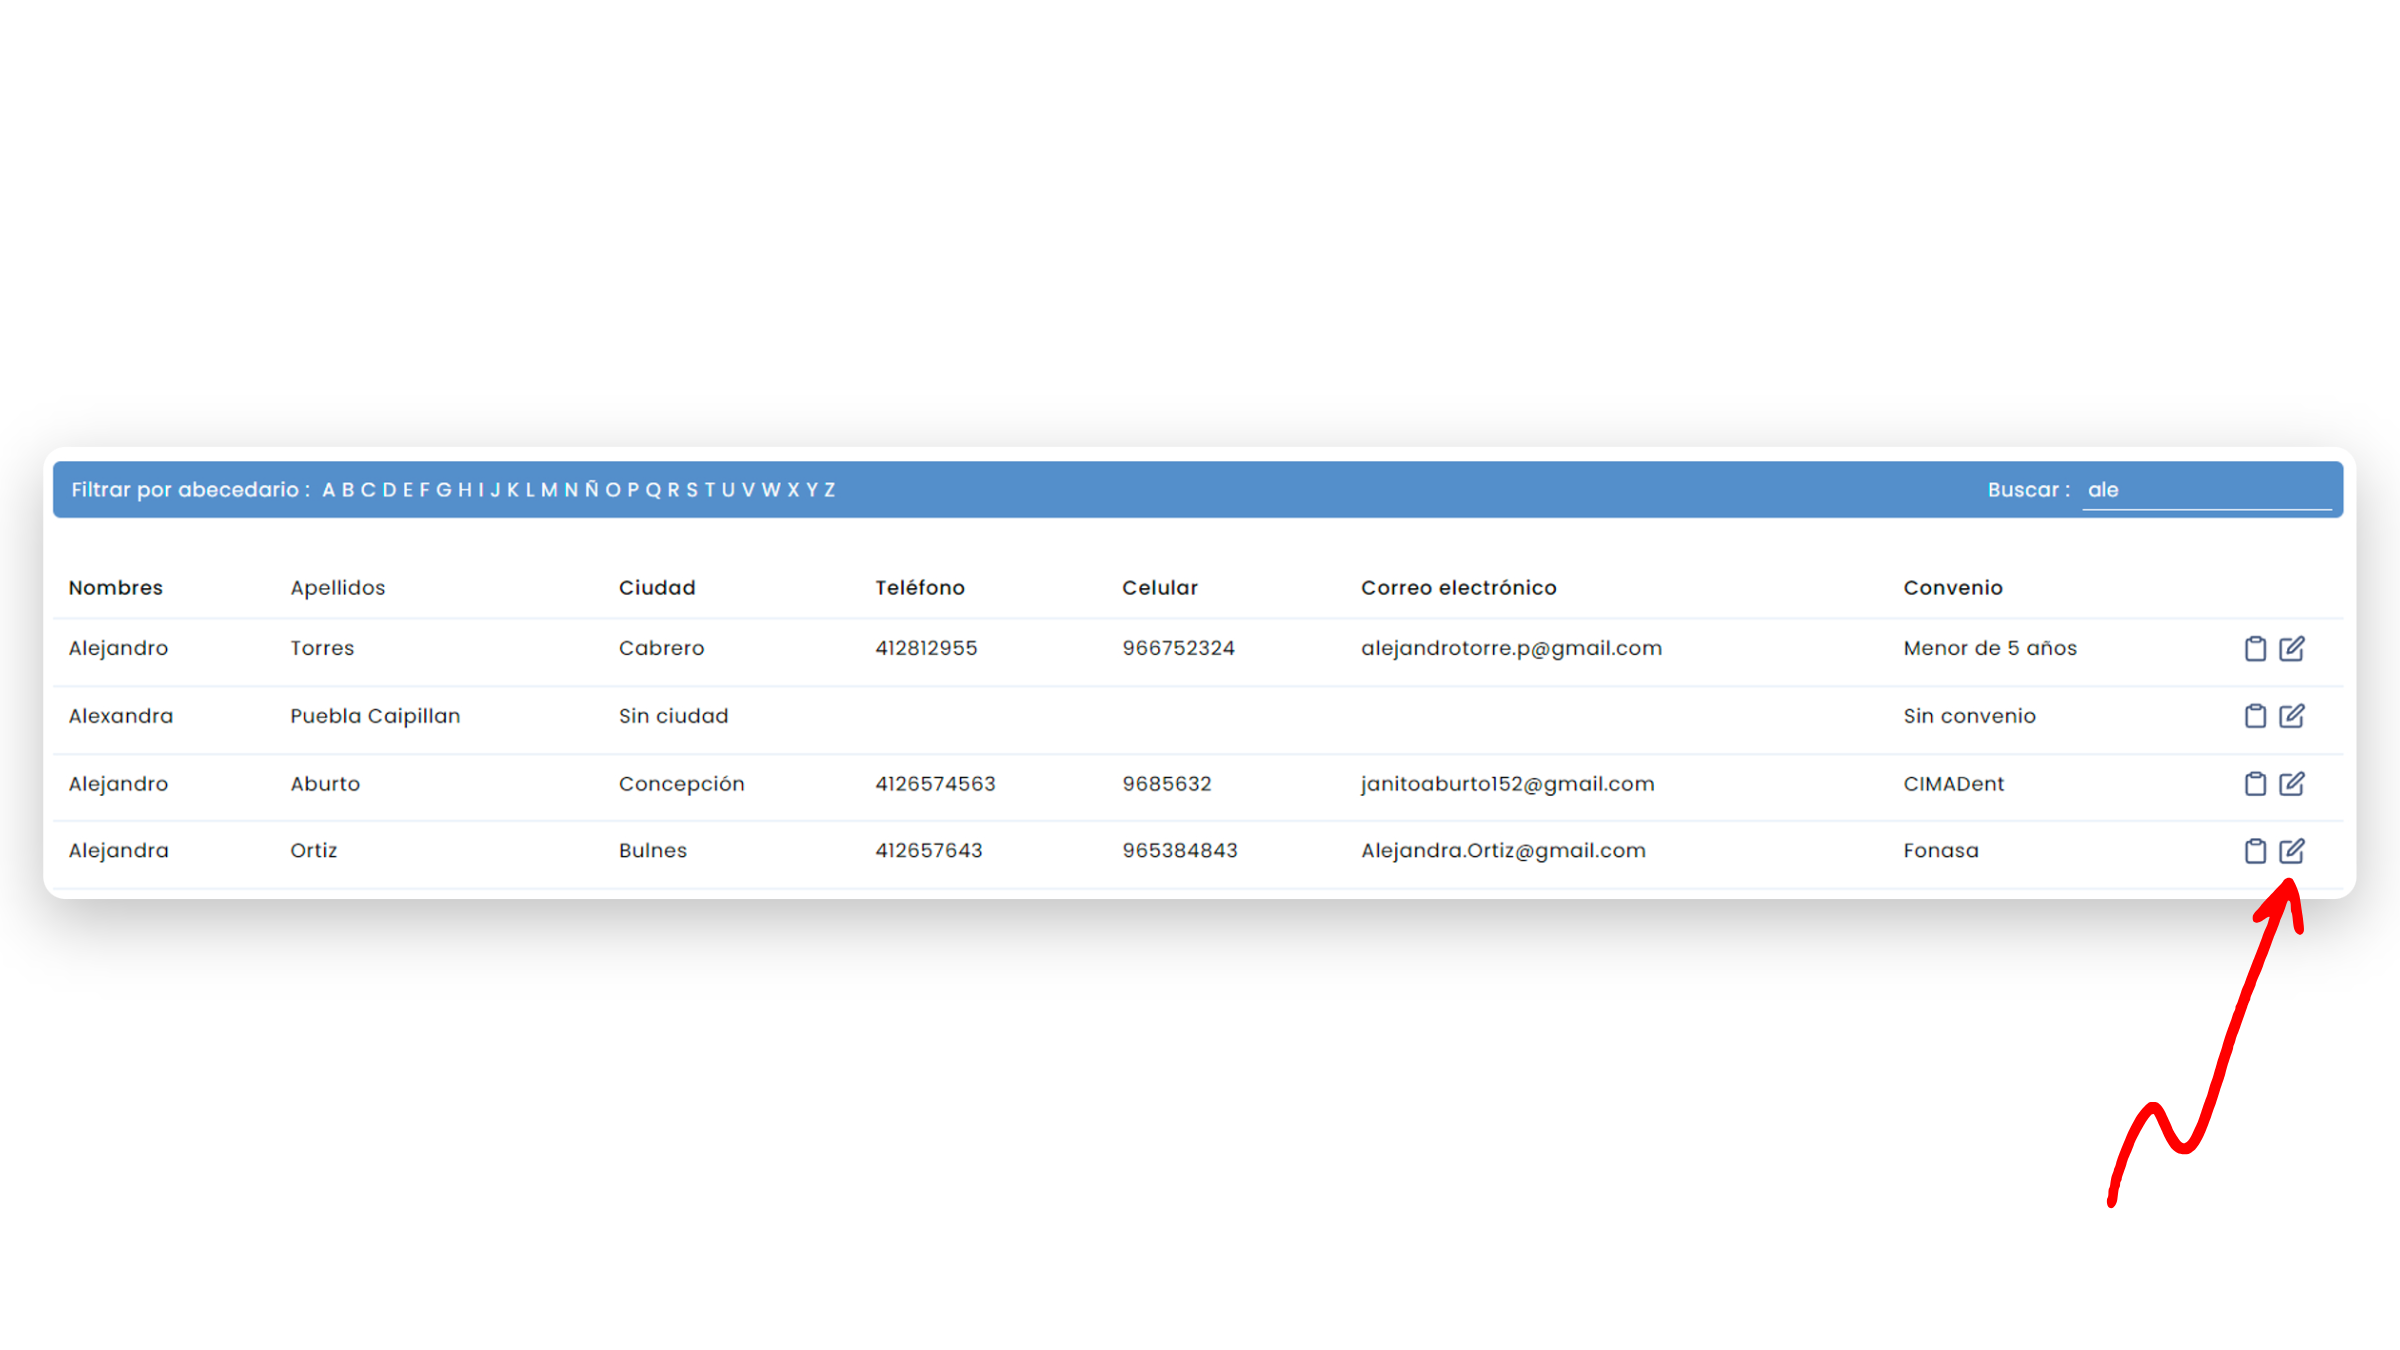 Filtrar por abecedario : A B C D E F G H I J K L M N Ñ O P Q R S T U V W X Y Z Buscar : ale
Nombres Apellidos Ciudad Teléfono Celular Correo electrónico Convenio
Alejandro Torres Cabrero 412812955 966752324 alejandrotorre.p@gmail.com Menor de 5 años
Alexandra Puebla Caipillan Sin ciudad Sin convenio
Alejandro Aburto Concepción 4126574563 9685632 janitoaburto152@gmail.com CIMADent
Alejandra Ortiz Bulnes 412657643 965384843 Alejandra.Ortiz@gmail.com Fonasa